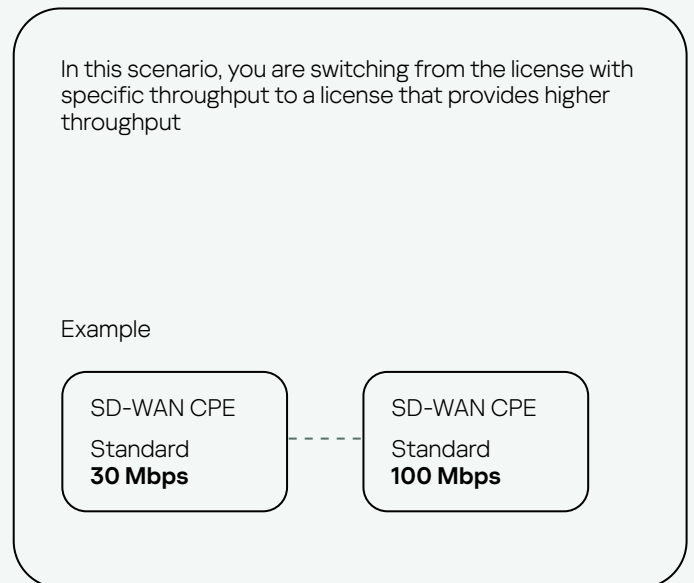 In this scenario, you are switching from the license with
specific throughput to a license that provides higher
throughput
Example
SD-WAN CPE
Standard
30 Mbps
SD-WAN CPE
Standard
100 Mbps